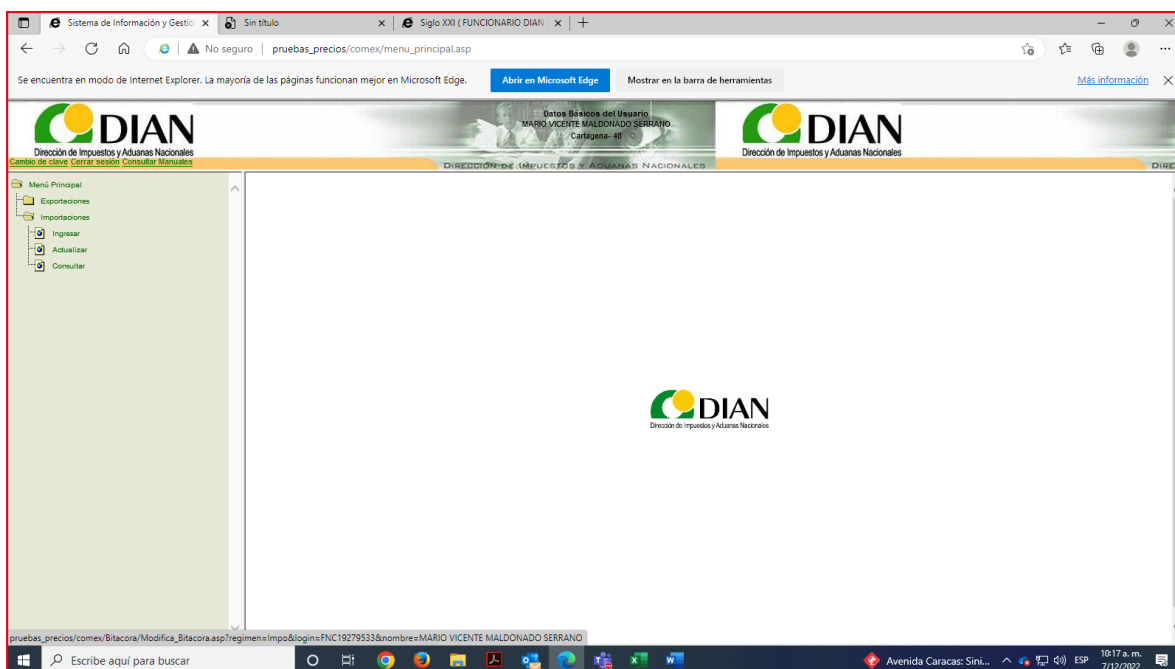 Sistema de Información y Gestió
Sin título
Siglo XXI ( FUNCIONARIO DIAN
No seguro
pruebas_precios/comex/menu_principal.asp
Se encuentra en modo de Internet Explorer. La mayoría de las páginas funcionan mejor en Microsoft Edge.
Abrir en Microsoft Edge
Mostrar en la barra de herramientas
Más información
DIAN
Dirección de Impuestos y Aduanas Nacionales
Cambio de clave Cerrar sesión Consultar Manuales
Datos Básicos del Usuario
MARIO VICENTE MALDONADO SERRANO
Cartagena- 48
DIRECCIÓN DE IMPUESTOS Y ADUANAS NACIONALES
DIAN
Dirección de Impuestos y Aduanas Nacionales
DIREC
Menú Principal
Exportaciones
Importaciones
Ingresar
Actualizar
Consultar
DIAN
Dirección de Impuestos y Aduanas Nacionales
pruebas_precios/comex/Bitacora/Modifica_Bitacora.asp?regimen=Impo&login=FNC19279533&nombre=MARIO VICENTE MALDONADO SERRANO
Escribe aquí para buscar
Avenida Caracas: Sini...
ESP
10:17 a. m.
7/12/2022